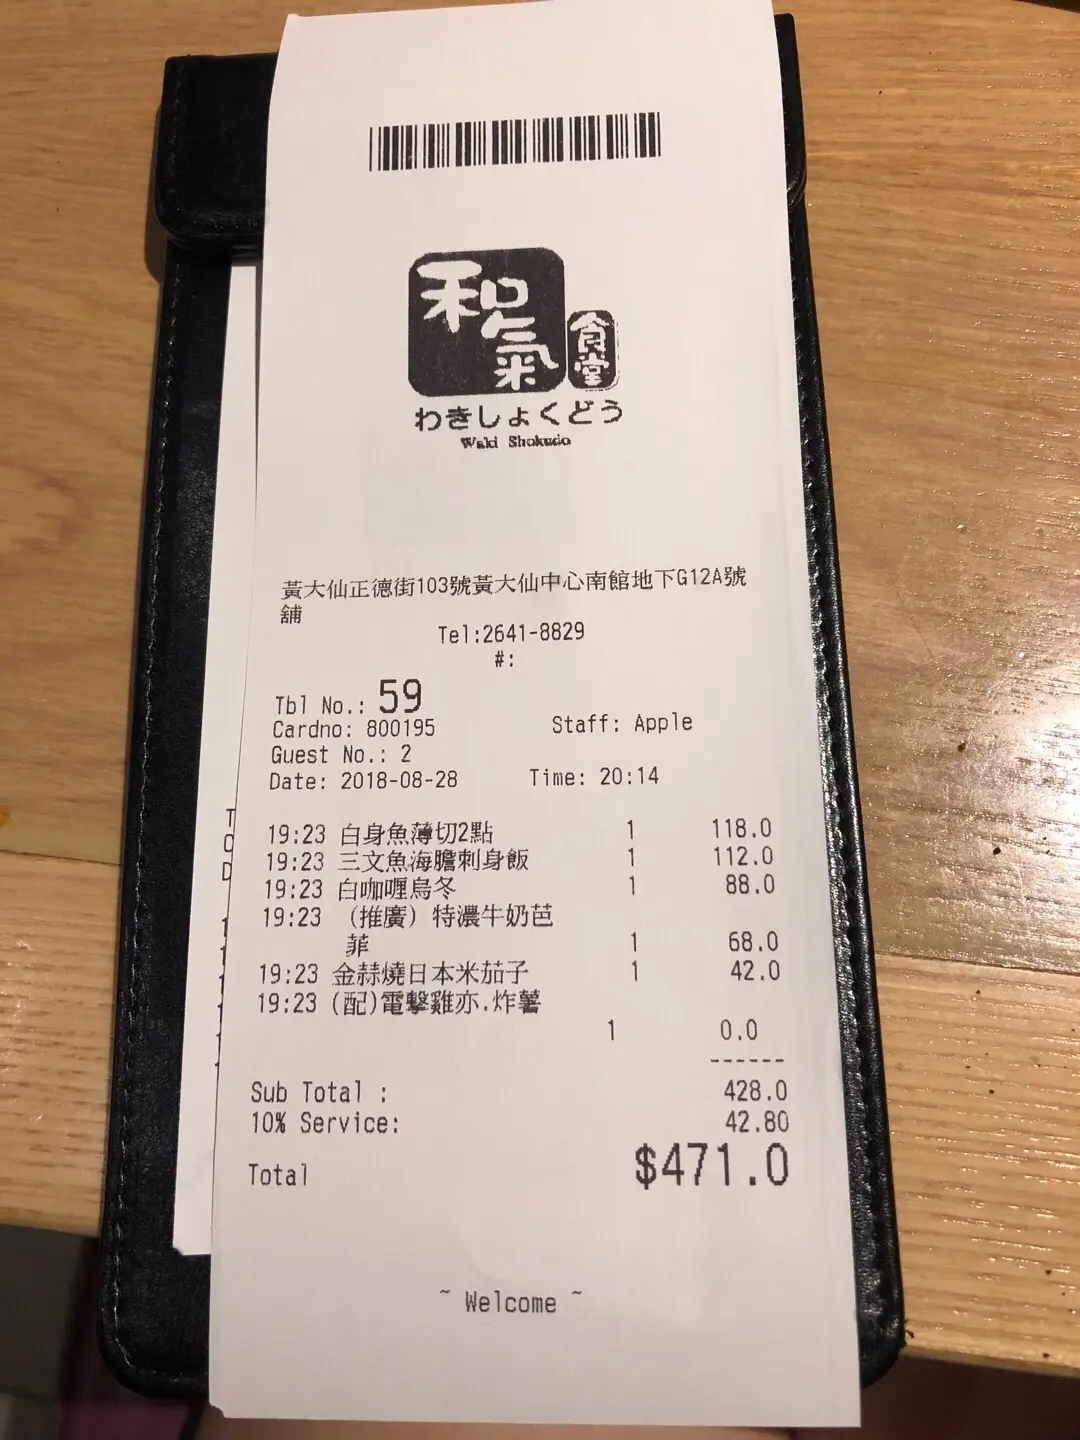 和氣
食堂
わきしょくどう
Waki Shokudo
黃大仙正德街103號黃大仙中心南館地下G12A號
舖
Tel:2641-8829
#:
Tbl No.: 59
Cardno: 800195 Staff: Apple
Guest No.: 2
Date: 2018-08-28 Time: 20:14
19:23 白身魚薄切2點 1 118.0
19:23 三文魚海膽刺身飯 1 112.0
19:23 白咖喱烏冬 1 88.0
19:23 (推廣) 特濃牛奶芭
菲 1 68.0
19:23 金蒜燒日本米茄子 1 42.0
19:23 (配)電擊雞亦.炸薯
1 0.0
------
Sub Total : 428.0
10% Service: 42.80
Total $471.0
~ Welcome ~